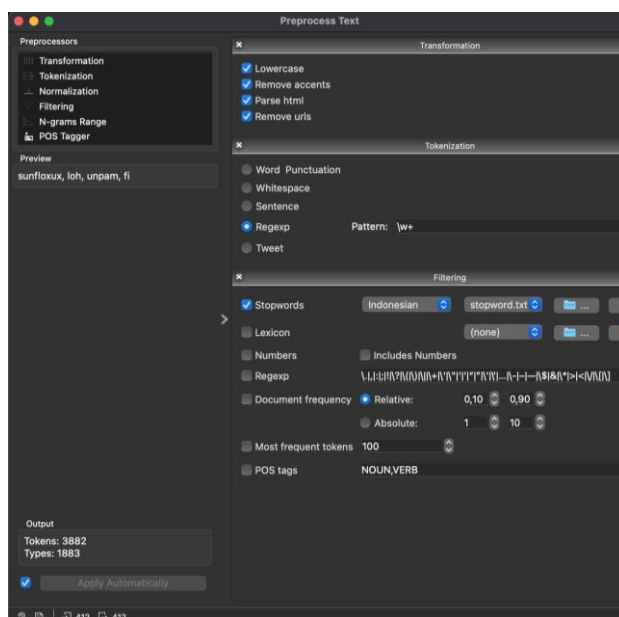 Preprocess Text
Preprocessors
Transformation
Tokenization
Normalization
Filtering
N-grams Range
POS Tagger
Preview
sunfloxux, loh, unpam, fi
Output
Tokens: 3882
Types: 1883
Apply Automatically
Transformation
Lowercase
Remove accents
Parse html
Remove urls
Tokenization
Word Punctuation
Whitespace
Sentence
Regexp Pattern: \w+
Tweet
Filtering
Stopwords Indonesian stopword.txt ...
Lexicon (none) ...
Numbers Includes Numbers
Regexp
Document frequency Relative: 0,10 0,90
Absolute: 1 10
Most frequent tokens 100
POS tags NOUN,VERB